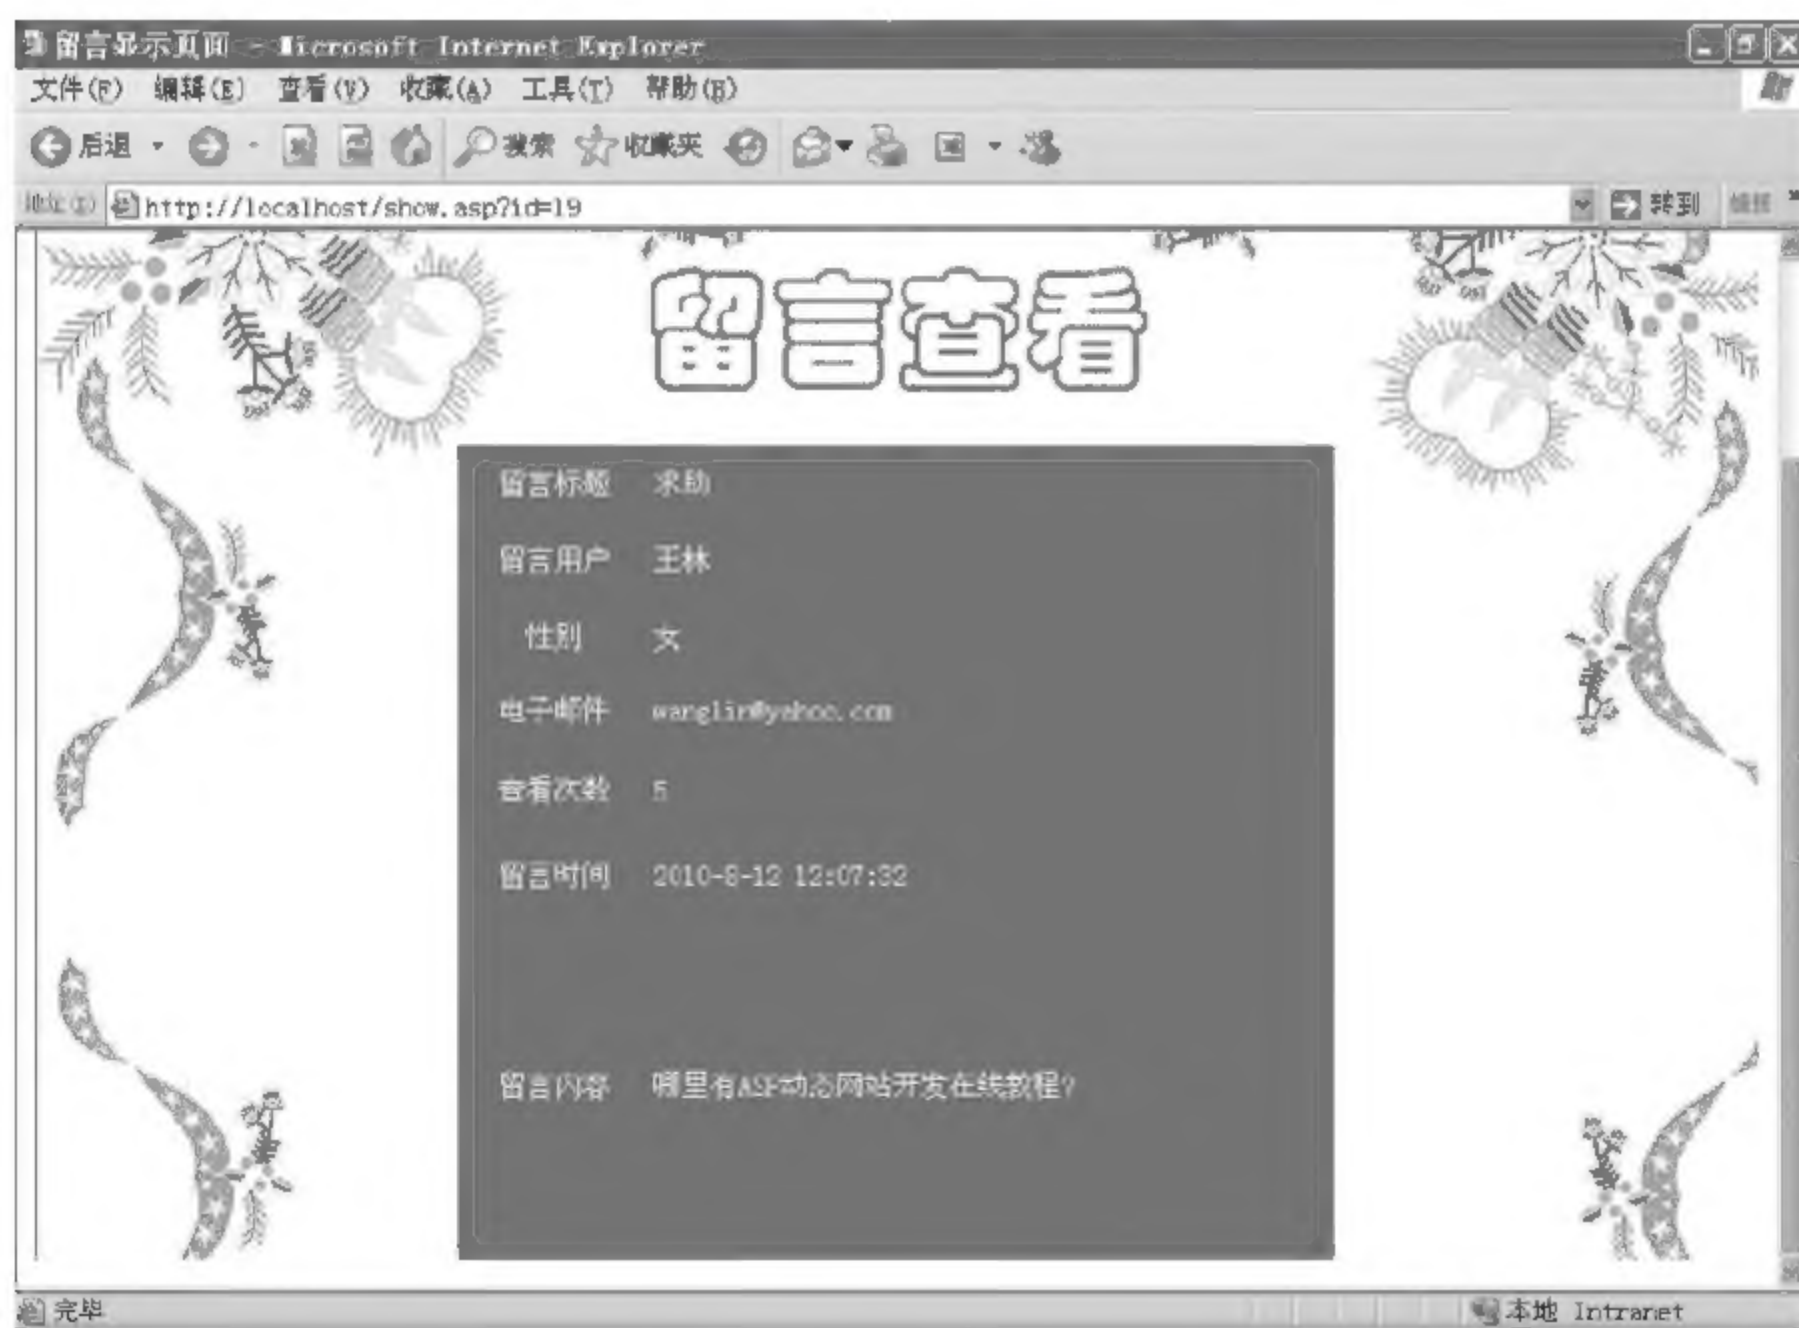 留言显示页面 - Microsoft Internet Explorer
文件(F) 编辑(E) 查看(V) 收藏(A) 工具(T) 帮助(H)
后退 搜索 收藏夹
地址(D) http://localhost/show.asp?id=19 转到 链接
留言查看
留言标题 求助
留言用户 王林
性别 女
电子邮件 wanglin@yahoo.com
查看次数 5
留言时间 2010-8-12 12:07:32
留言内容 哪里有ASP动态网站开发在线教程?
完毕 本地 Intranet